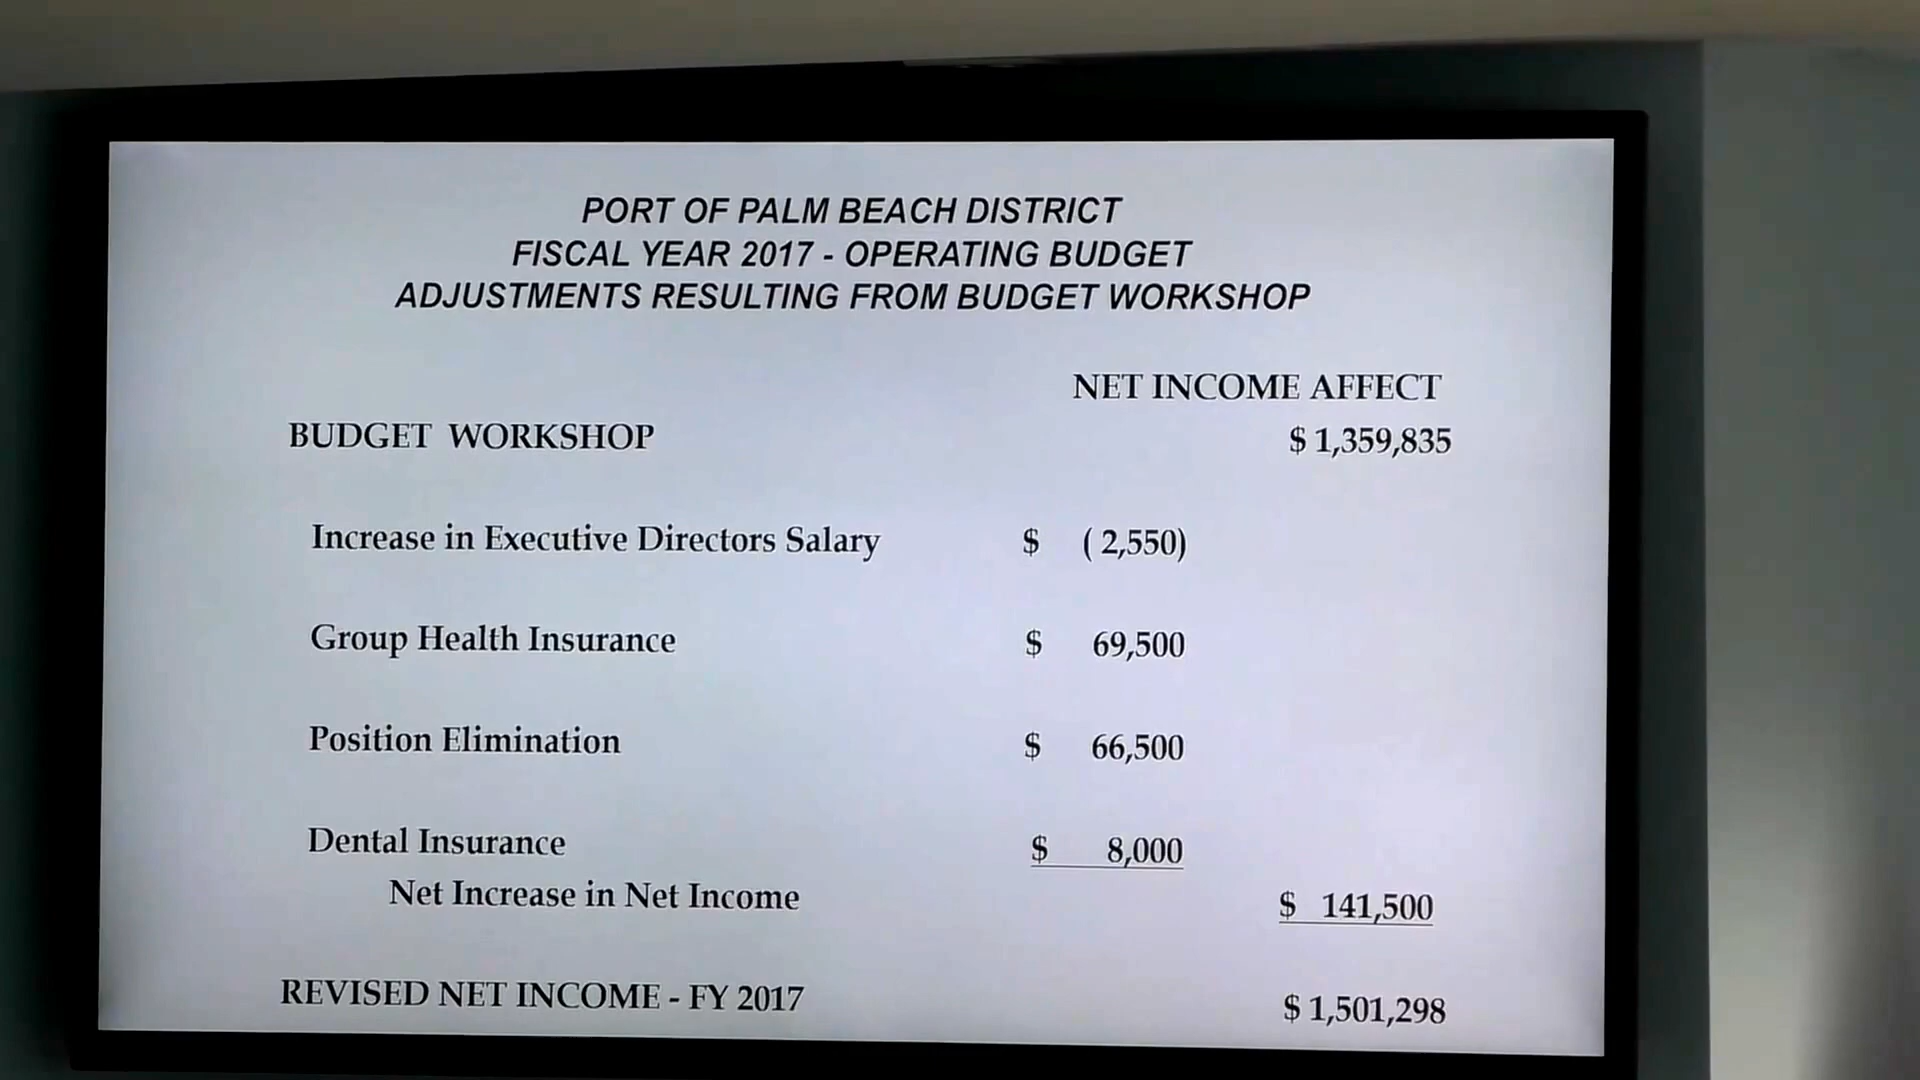 PORT OF PALM BEACH DISTRICT
FISCAL YEAR 2017 - OPERATING BUDGET
ADJUSTMENTS RESULTING FROM BUDGET WORKSHOP
NET INCOME AFFECT
BUDGET WORKSHOP $ 1,359,835
Increase in Executive Directors Salary $ ( 2,550)
Group Health Insurance $ 69,500
Position Elimination $ 66,500
Dental Insurance $ 8,000
Net Increase in Net Income $ 141,500
REVISED NET INCOME - FY 2017 $ 1,501,298